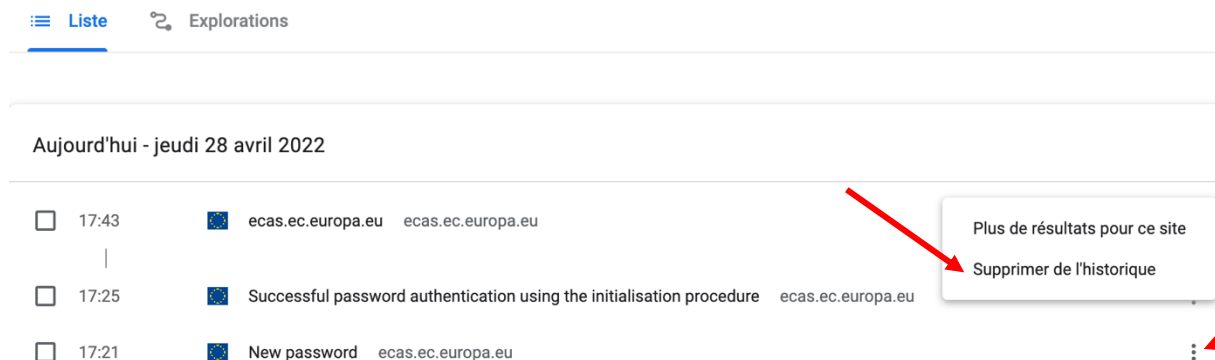 Liste Explorations
Aujourd'hui - jeudi 28 avril 2022
17:43 ecas.ec.europa.eu ecas.ec.europa.eu
Plus de résultats pour ce site
Supprimer de l'historique
17:25 Successful password authentication using the initialisation procedure ecas.ec.europa.eu
17:21 New password ecas.ec.europa.eu